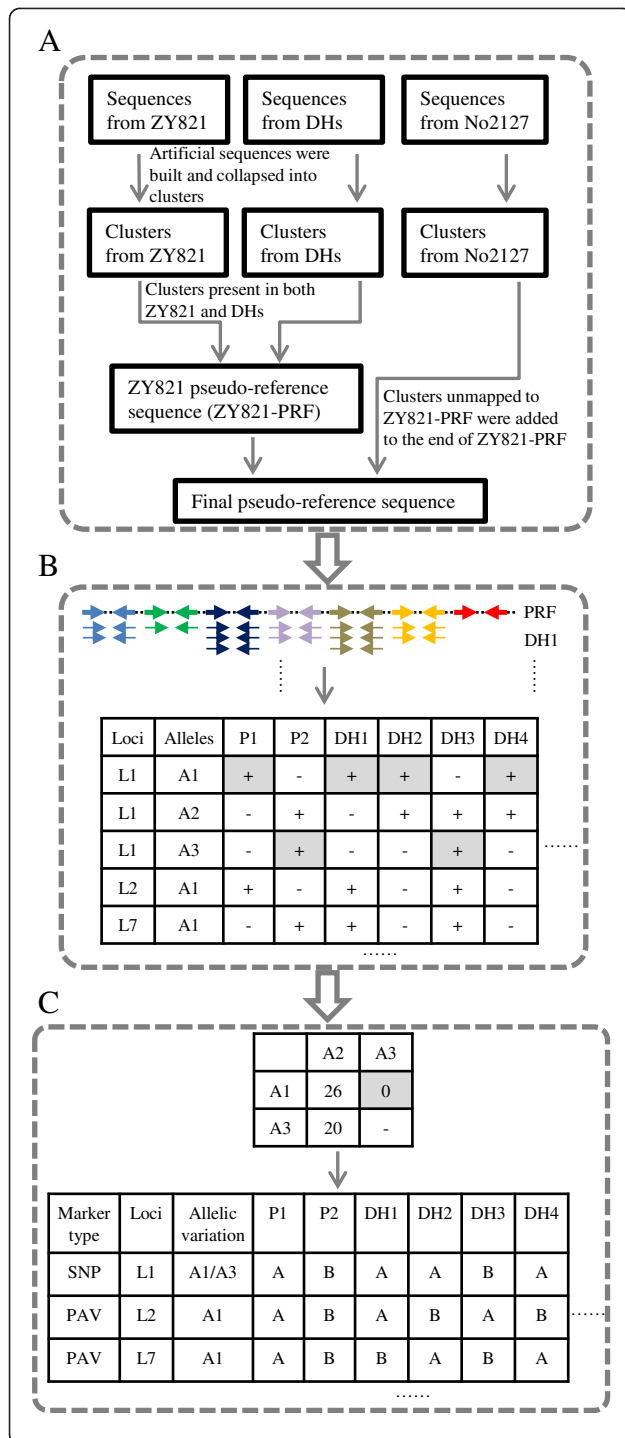 A
Sequences from ZY821
Sequences from DHs
Sequences from No2127
Artificial sequences were built and collapsed into clusters
Clusters from ZY821
Clusters from DHs
Clusters from No2127
Clusters present in both ZY821 and DHs
ZY821 pseudo-reference sequence (ZY821-PRF)
Clusters unmapped to ZY821-PRF were added to the end of ZY821-PRF
Final pseudo-reference sequence
B
PRF
DH1
Loci Alleles P1 P2 DH1 DH2 DH3 DH4
L1 A1 + - + + - +
L1 A2 - + - + + +
L1 A3 - + - - + -
L2 A1 + - + - + -
L7 A1 - + + - + -
......
......
C
A2 A3
A1 26 0
A3 20 -
Marker type Loci Allelic variation P1 P2 DH1 DH2 DH3 DH4
SNP L1 A1/A3 A B A A B A
PAV L2 A1 A B A B A B
PAV L7 A1 A B B A B A
......
......